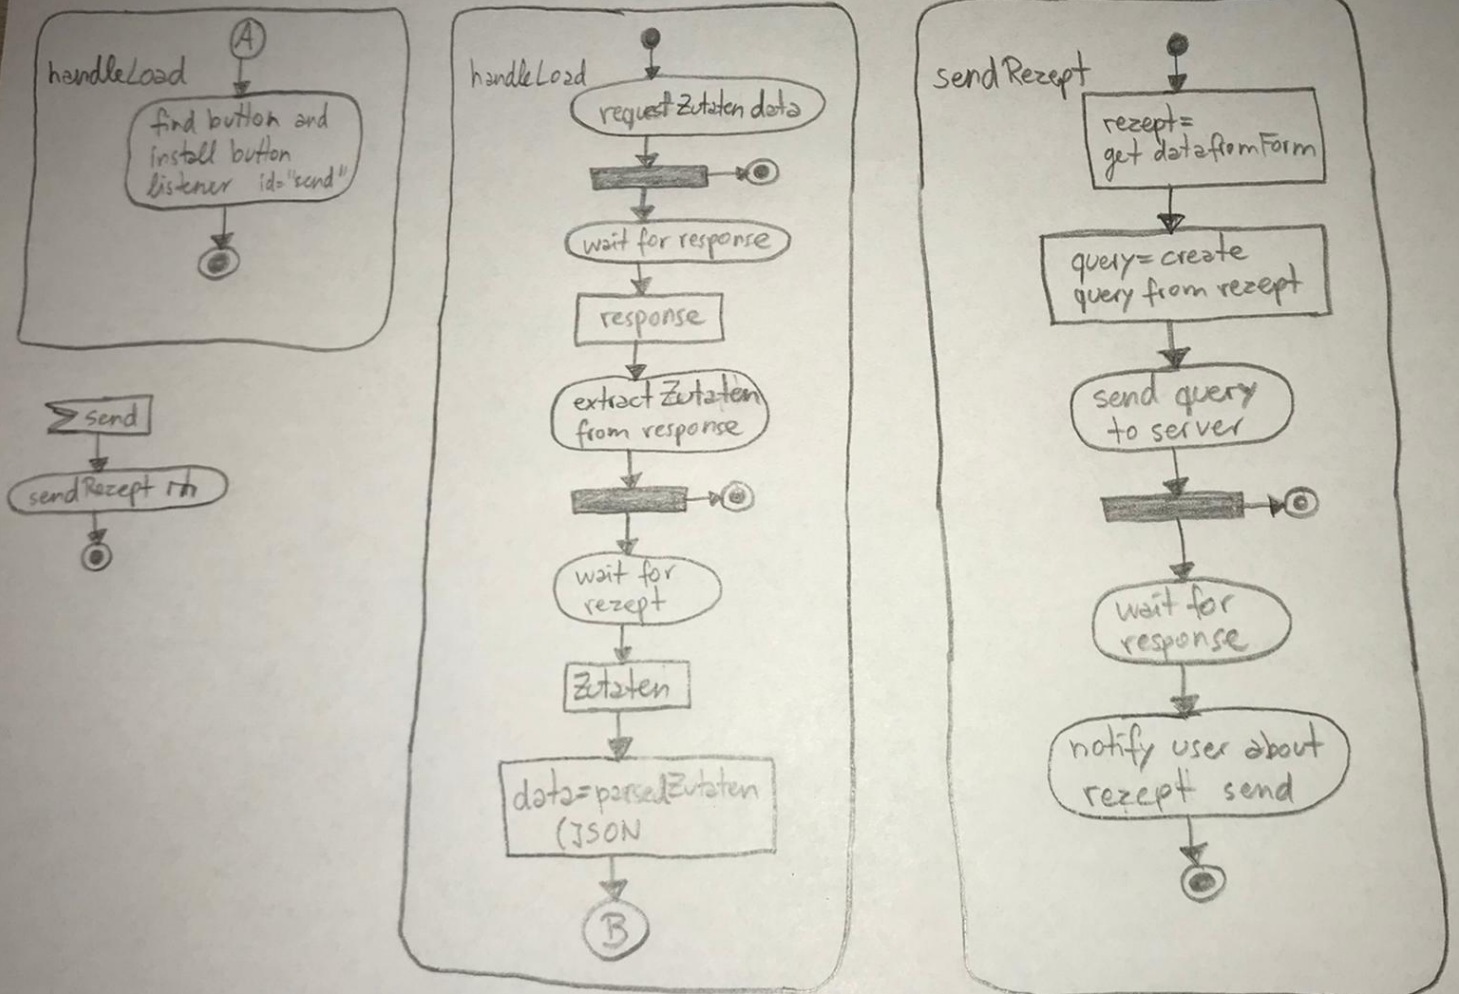 A
handleLoad
find button and
install button
listener id="send"
send
sendRezept
handleLoad
request Zutaten data
wait for response
response
extract Zutaten
from response
wait for
rezept
Zutaten
data=parsedZutaten
(JSON
B
sendRezept
rezept=
get datafromForm
query=create
query from rezept
send query
to server
wait for
response
notify user about
rezept send